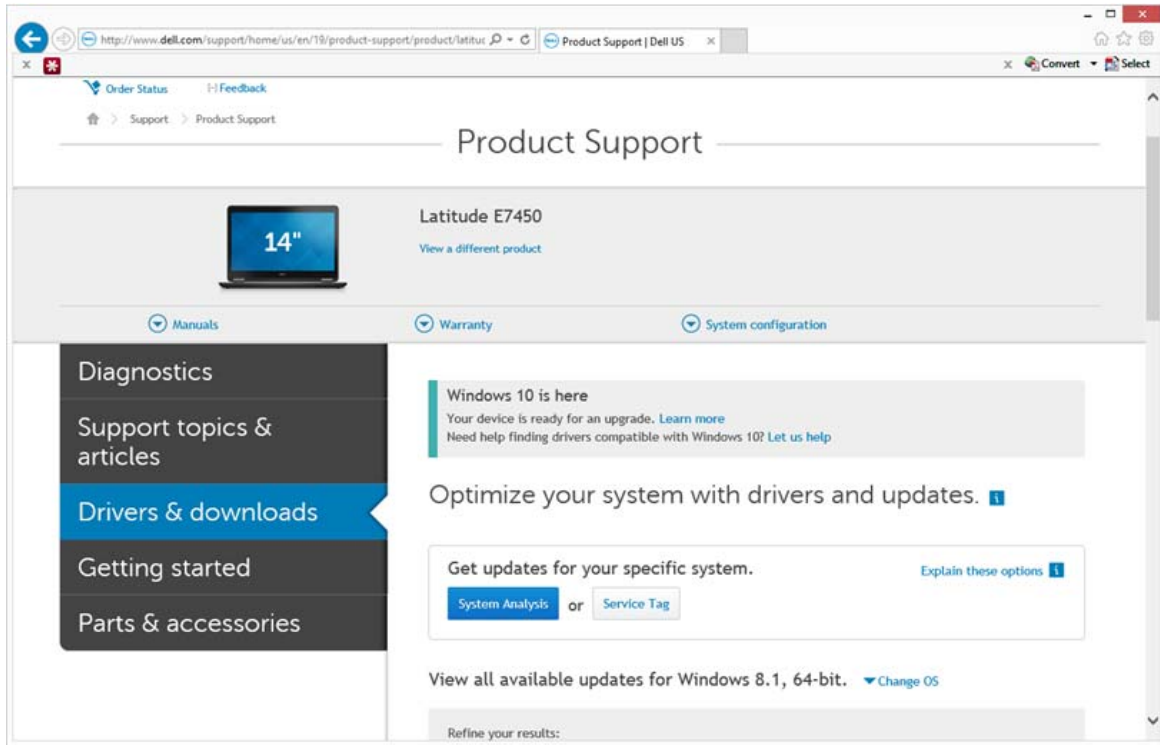 http://www.dell.com/support/home/us/en/19/product-support/product/latituc
Product Support | Dell US
Convert
Select
Order Status
Feedback
Support > Product Support
Product Support
14"
Latitude E7450
View a different product
Manuals
Warranty
System configuration
Diagnostics
Support topics &
articles
Drivers & downloads
Getting started
Parts & accessories
Windows 10 is here
Your device is ready for an upgrade. Learn more
Need help finding drivers compatible with Windows 10? Let us help
Optimize your system with drivers and updates.
Get updates for your specific system.
Explain these options
System Analysis or Service Tag
View all available updates for Windows 8.1, 64-bit. Change OS
Refine your results: